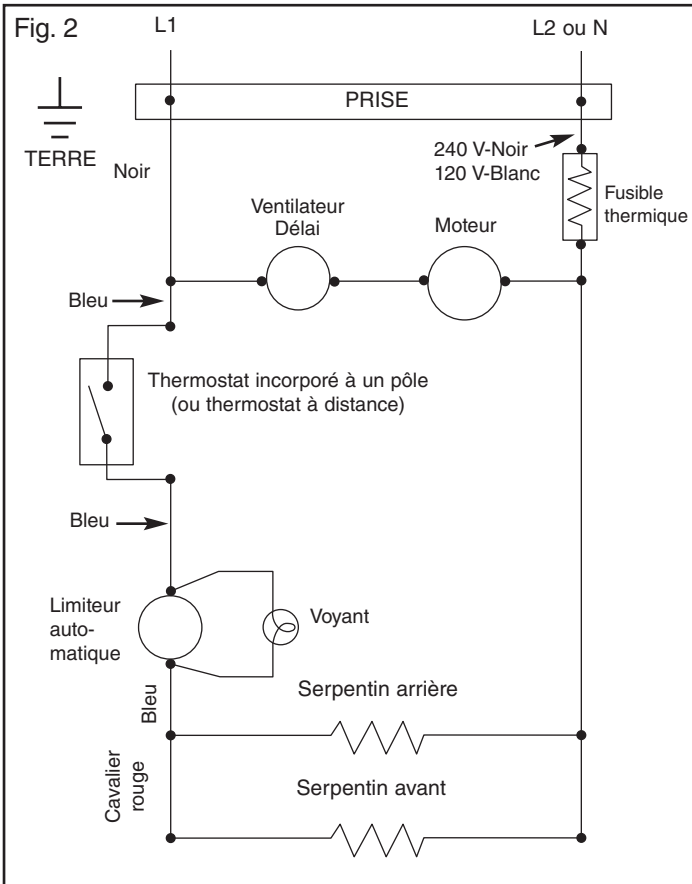 Fig. 2
L1
L2 ou N
PRISE
TERRE
Noir
240 V-Noir
120 V-Blanc
Fusible
thermique
Ventilateur
Délai
Moteur
Bleu
Thermostat incorporé à un pôle
(ou thermostat à distance)
Bleu
Limiteur
auto-
matique
Voyant
Bleu
Serpentin arrière
Cavalier
rouge
Serpentin avant